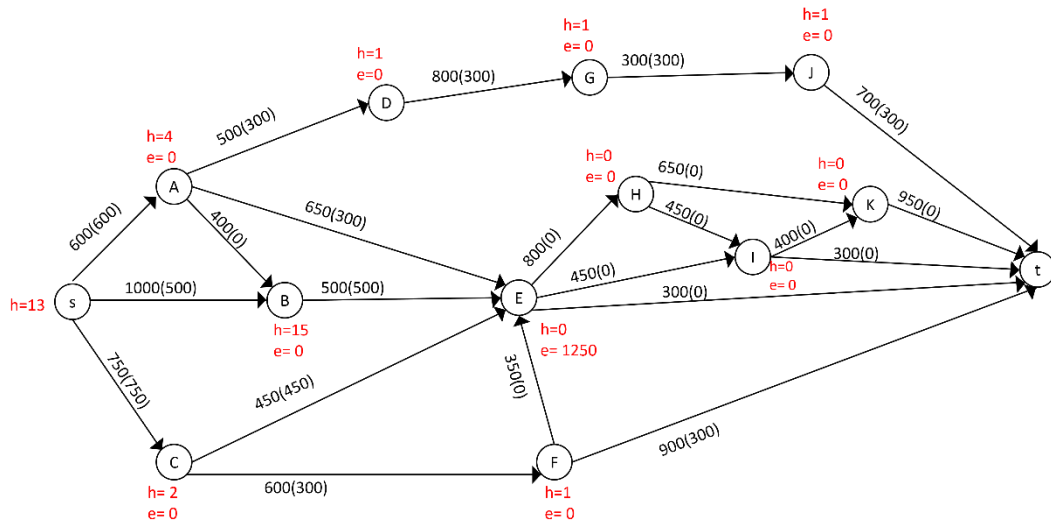 h=1
e= 0
h=1
e= 0
h=1
e=0
J
G
D
800(300)
300(300)
500(300)
700(300)
h=4
e= 0
A
h=0
e= 0
H
650(0)
h=0
e= 0
K
650(300)
450(0)
950(0)
600(600)
400(0)
800(0)
400(0)
I
h=0
e= 0
300(0)
t
450(0)
h=13
s
1000(500)
B
500(500)
E
300(0)
h=15
e= 0
h=0
e= 1250
750(750)
450(450)
350(0)
900(300)
C
600(300)
F
h= 2
e= 0
h=1
e= 0